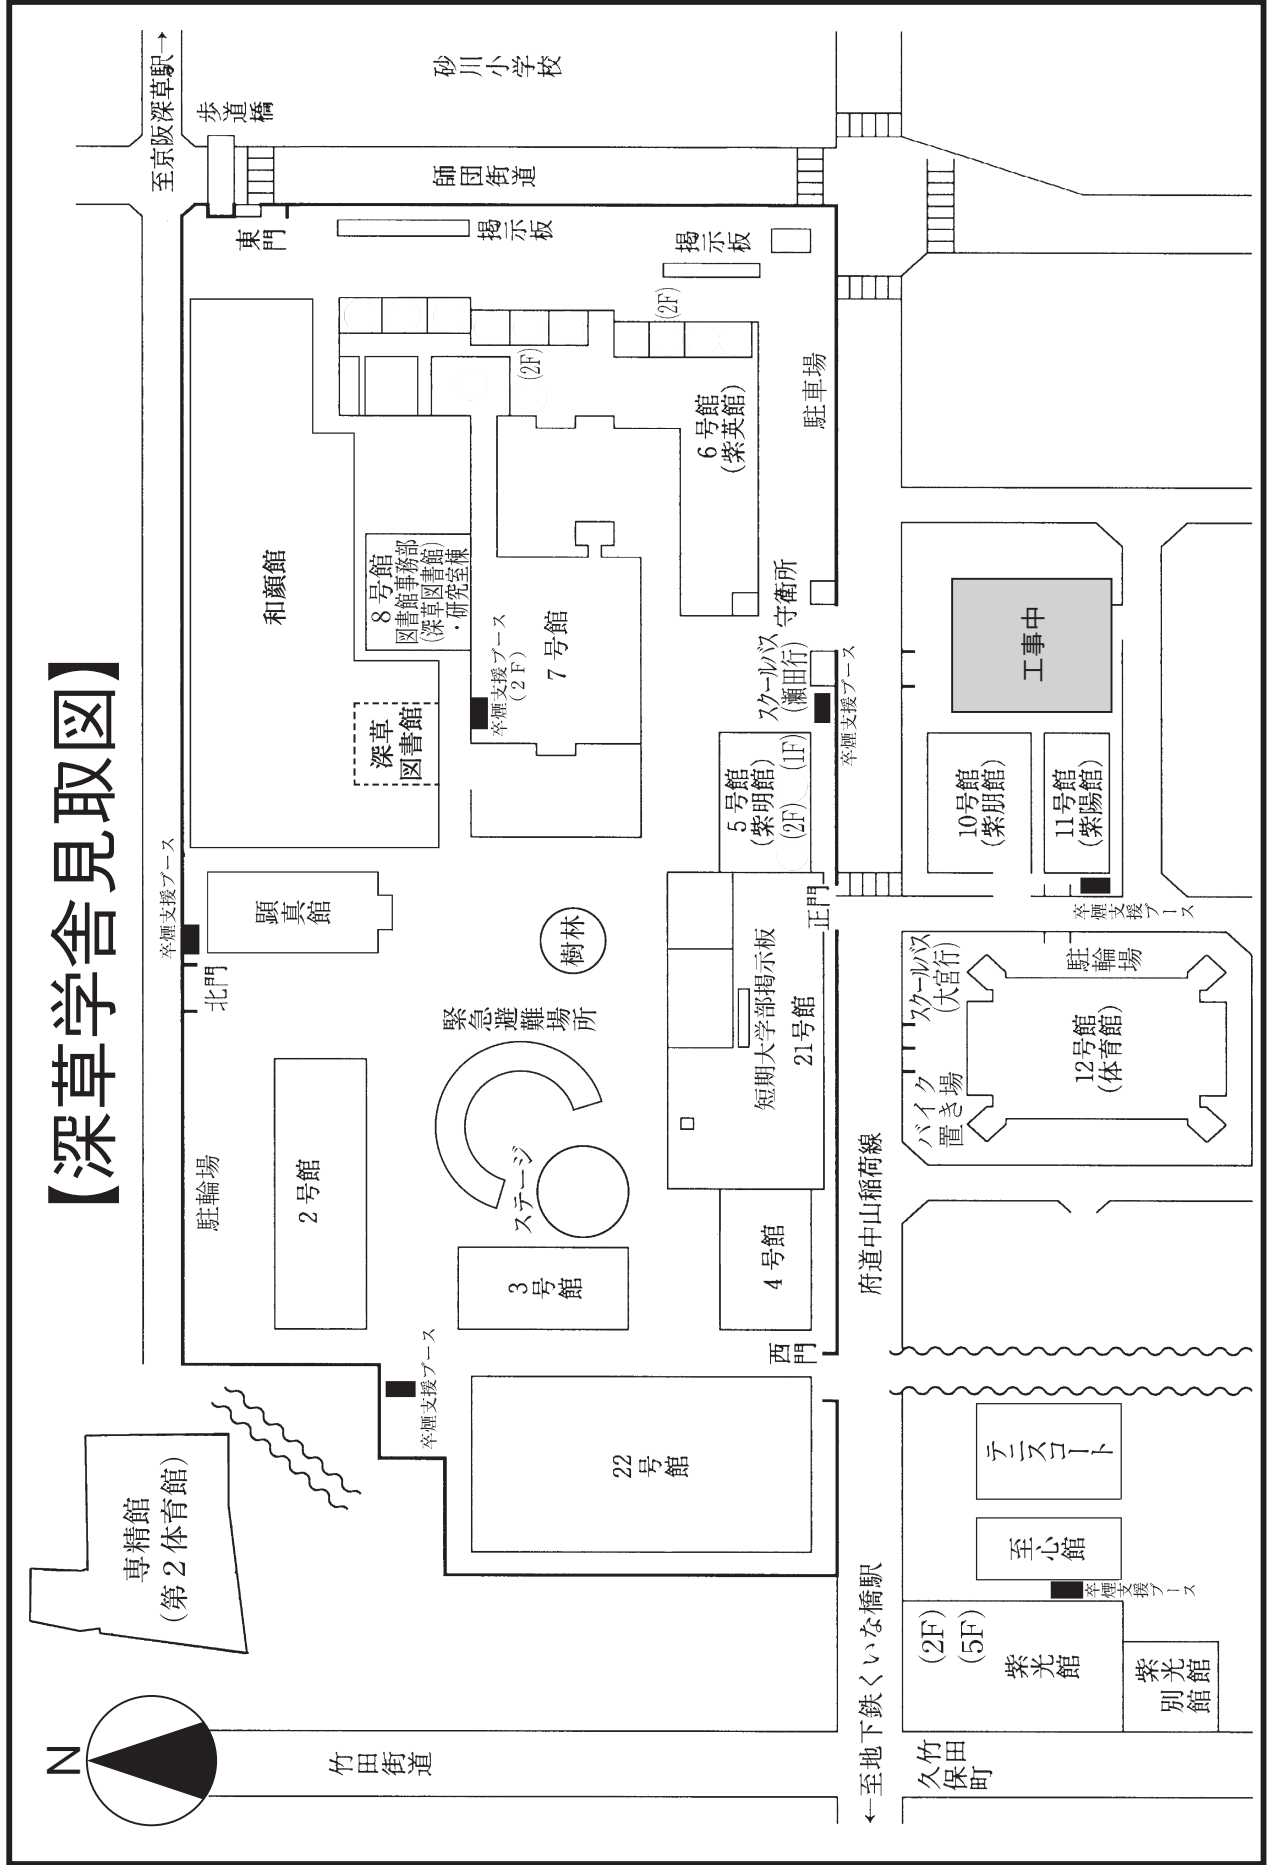 【深草学舎見取図】
N
専精館
(第２体育館)
卒煙支援ブース
至京阪深草駅→
歩道橋
東門
砂川小学校
師団街道
掲示板
掲示板
駐輪場
北門
卒煙支援ブース
顕真館
和顔館
深草
図書館
２号館
緊急避難場所
樹林
ステージ
３号館
８号館
図書館事務部
(深草図書館)
・研究室棟
卒煙支援ブース
(２Ｆ)
７号館
(2F)
(2F)
６号館
(紫英館)
駐車場
守衛所
スクールバス
(瀬田行)
卒煙支援ブース
５号館
(紫明館)
(2F)
(1F)
正門
短期大学部掲示板
21号館
４号館
西門
22号館
竹田街道
←至地下鉄くいな橋駅
府道中山稲荷線
竹田
久保町
(2F)
(5F)
紫光館
紫光館
別館
卒煙支援ブース
至心館
テニスコート
バイク
置き場
スクールバス
(大宮行)
12号館
(体育館)
駐輪場
卒煙支援ブース
10号館
(紫朋館)
11号館
(紫陽館)
工事中